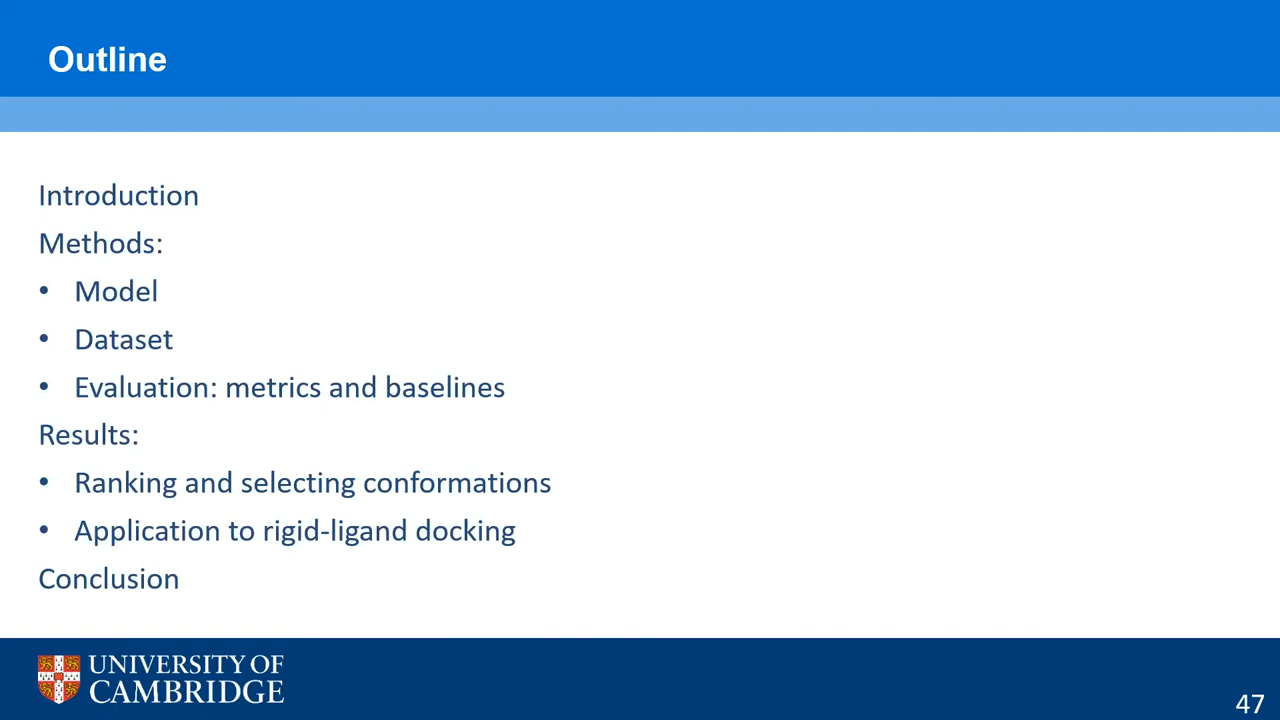 Outline
Introduction
Methods:
• Model
• Dataset
• Evaluation: metrics and baselines
Results:
• Ranking and selecting conformations
• Application to rigid-ligand docking
Conclusion
UNIVERSITY OF
CAMBRIDGE
47